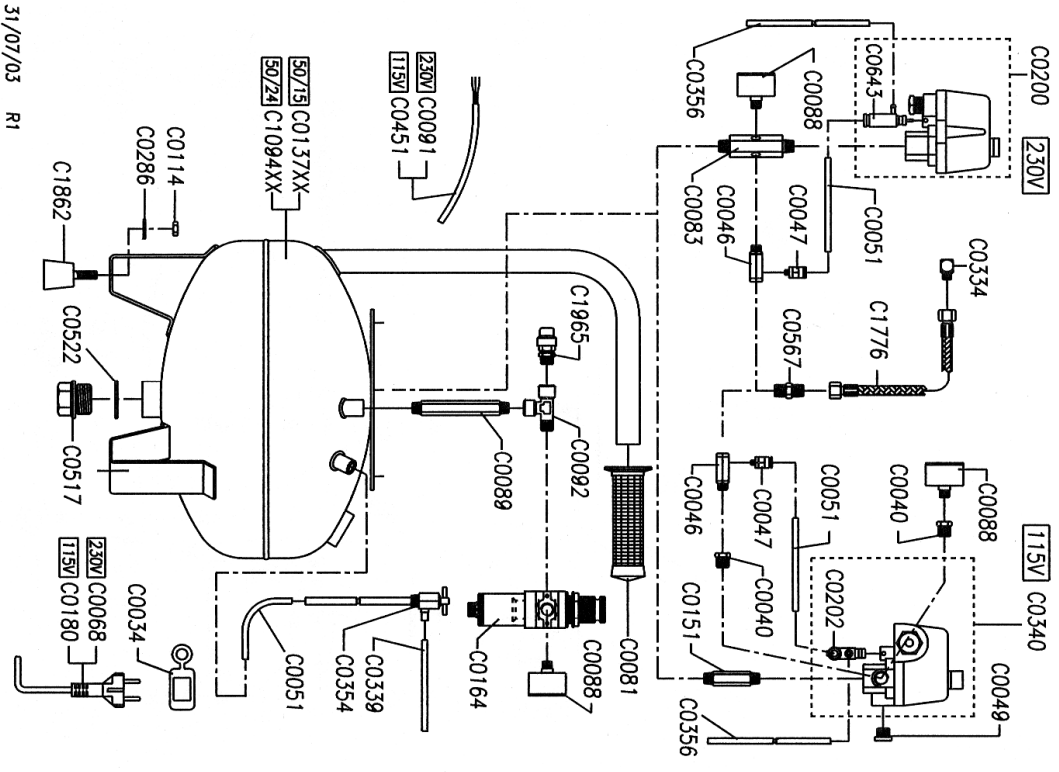 C0200
230V
C0643
C0356
C0088
C0083
C0046
C0047
C0051
C0334
C1776
C0567
C0046
C0047
C0051
C0040
C0040
C0088
115V C0340
C0202
C0151
C0356
C0049
230V C0091
115V C0451
50/15 C0137XX
50/24 C1094XX
C0114
C0286
C1862
C0522
C0517
C1965
C0092
C0089
C0081
C0088
C0164
C0339
C0354
C0051
C0034
230V C0068
115V C0180
31/07/03 R1